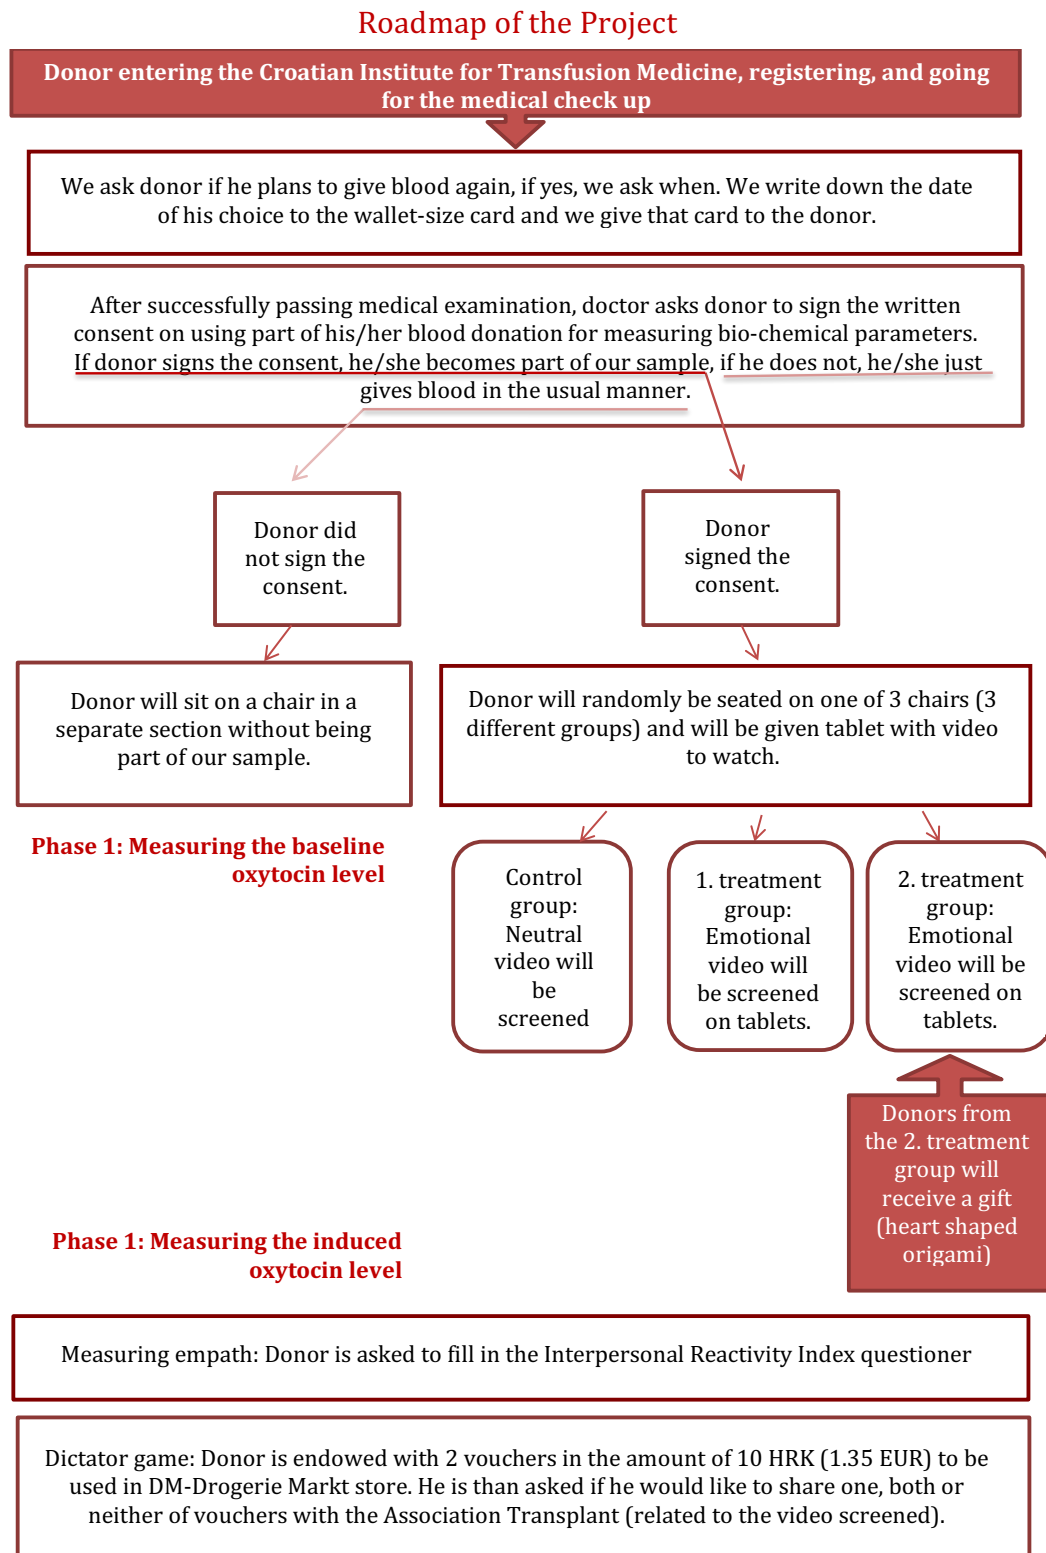 Roadmap of the Project
Donor entering the Croatian Institute for Transfusion Medicine, registering, and going
for the medical check up
We ask donor if he plans to give blood again, if yes, we ask when. We write down the date
of his choice to the wallet-size card and we give that card to the donor.
After successfully passing medical examination, doctor asks donor to sign the written
consent on using part of his/her blood donation for measuring bio-chemical parameters.
If donor signs the consent, he/she becomes part of our sample, if he does not, he/she just
gives blood in the usual manner.
Donor did
not sign the
consent.
Donor
signed the
consent.
Donor will sit on a chair in a
separate section without being
part of our sample.
Donor will randomly be seated on one of 3 chairs (3
different groups) and will be given tablet with video
to watch.
Phase 1: Measuring the baseline
oxytocin level
Control
group:
Neutral
video will
be
screened
1. treatment
group:
Emotional
video will
be screened
on tablets.
2. treatment
group:
Emotional
video will be
screened on
tablets.
Donors from
the 2. treatment
group will
receive a gift
(heart shaped
origami)
Phase 1: Measuring the induced
oxytocin level
Measuring empath: Donor is asked to fill in the Interpersonal Reactivity Index questioner
Dictator game: Donor is endowed with 2 vouchers in the amount of 10 HRK (1.35 EUR) to be
used in DM-Drogerie Markt store. He is than asked if he would like to share one, both or
neither of vouchers with the Association Transplant (related to the video screened).